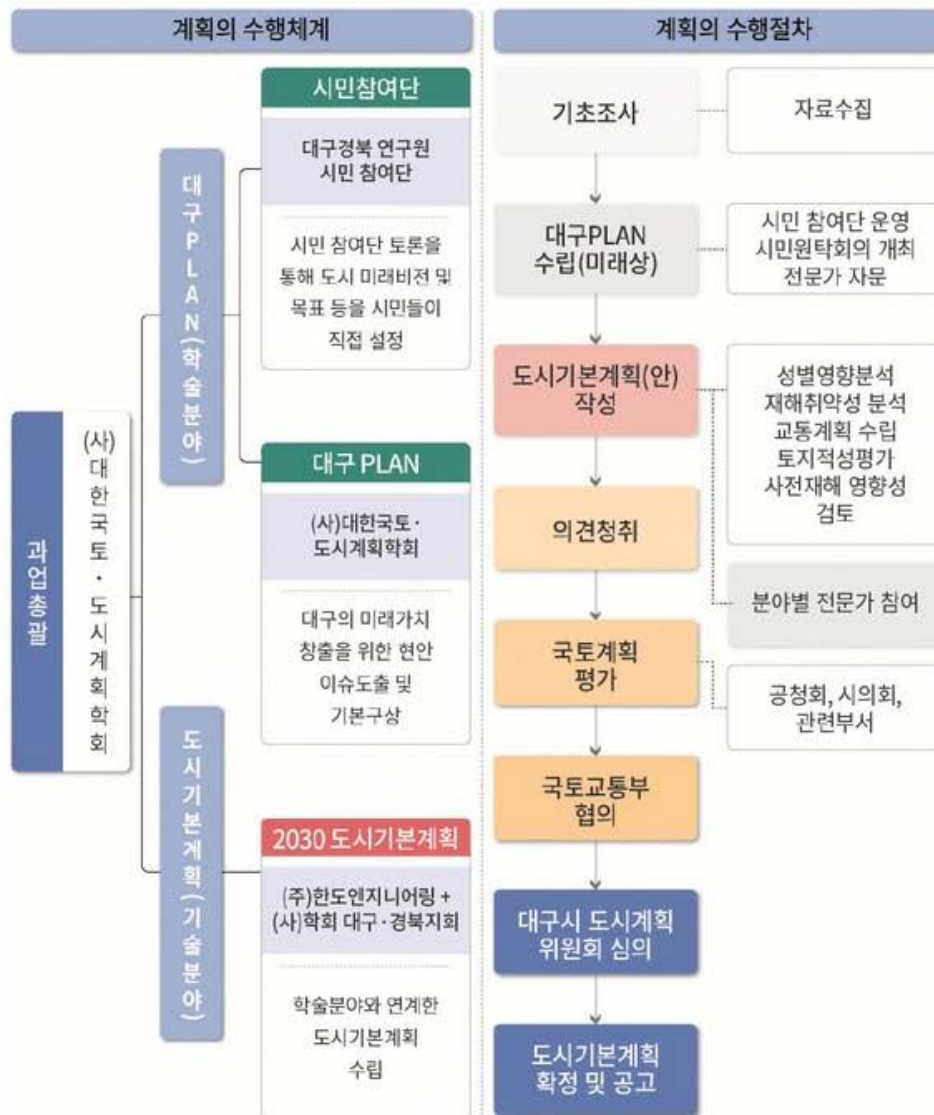 계획의 수행체계
과업총괄
(사)대한국토·도시계획학회
대구PLAN(학술분야)
시민참여단
대구경북 연구원
시민 참여단
시민 참여단 토론을
통해 도시 미래비전 및
목표 등을 시민들이
직접 설정
대구 PLAN
(사)대한국토·
도시계획학회
대구의 미래가치
창출을 위한 현안
이슈도출 및
기본구상
도시기본계획(기술분야)
2030 도시기본계획
(주)한도엔지니어링 +
(사)학회 대구·경북지회
학술분야와 연계한
도시기본계획
수립
계획의 수행절차
기초조사
자료수집
대구PLAN
수립(미래상)
시민 참여단 운영
시민원탁회의 개최
전문가 자문
도시기본계획(안)
작성
성별영향분석
재해취약성 분석
교통계획 수립
토지적성평가
사전재해 영향성
검토
의견청취
분야별 전문가 참여
국토계획
평가
공청회, 시의회,
관련부서
국토교통부
협의
대구시 도시계획
위원회 심의
도시기본계획
확정 및 공고